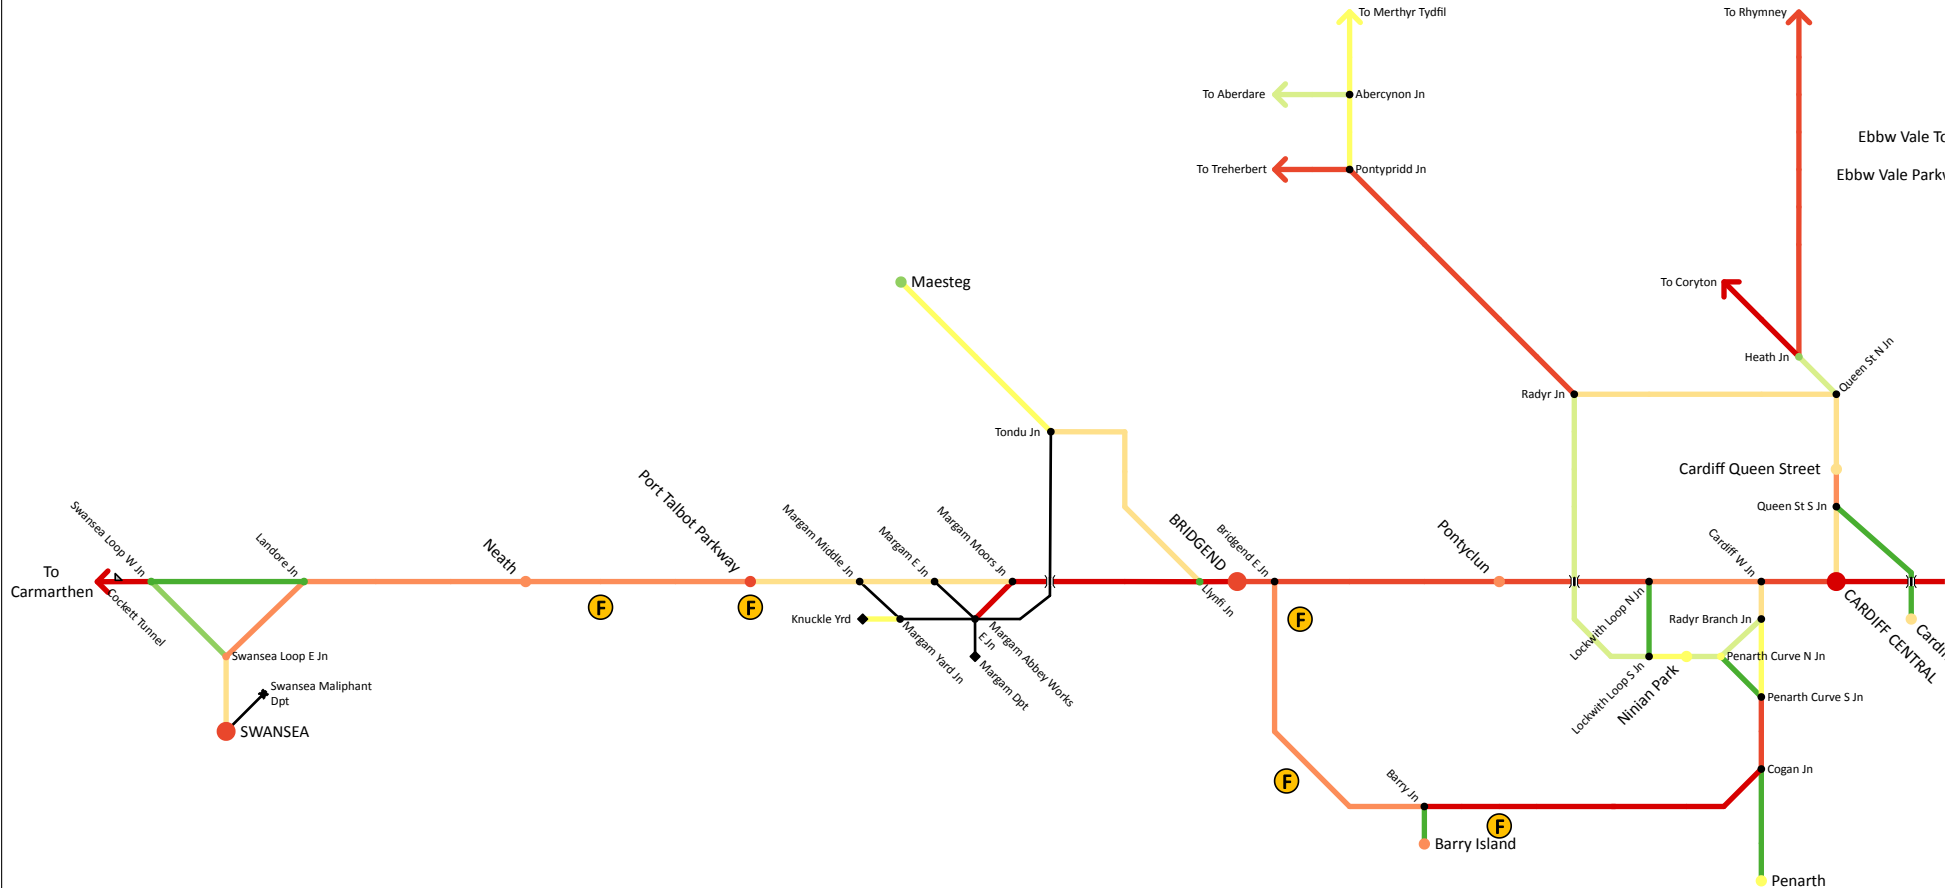 To Merthyr Tydfil
To Rhymney
To Aberdare
Abercynon Jn
Ebbw Vale To
To Treherbert
Pontypridd Jn
Ebbw Vale Parkw
Maesteg
To Coryton
Heath Jn
Queen St N Jn
Radyr Jn
Tondu Jn
Cardiff Queen Street
Queen St S Jn
Swansea Loop W Jn
Landore Jn
Neath
Port Talbot Parkway
Margam Middle Jn
Margam E Jn
Margam Moors Jn
BRIDGEND
Bridgend E Jn
Pontyclun
Cardiff W Jn
To
Carmarthen
Cockett Tunnel
F
F
F
Llynfi Jn
Knuckle Yrd
Margam Yard Jn
Margam Abbey Works
E Jn
Margam Dpt
Lockwith Loop N Jn
Radyr Branch Jn
CARDIFF CENTRAL
Cardi
Swansea Loop E Jn
Lockwith Loop S Jn
Ninian Park
Penarth Curve N Jn
Swansea Maliphant
Dpt
Penarth Curve S Jn
SWANSEA
F
Barry Jn
Cogan Jn
F
Barry Island
Penarth